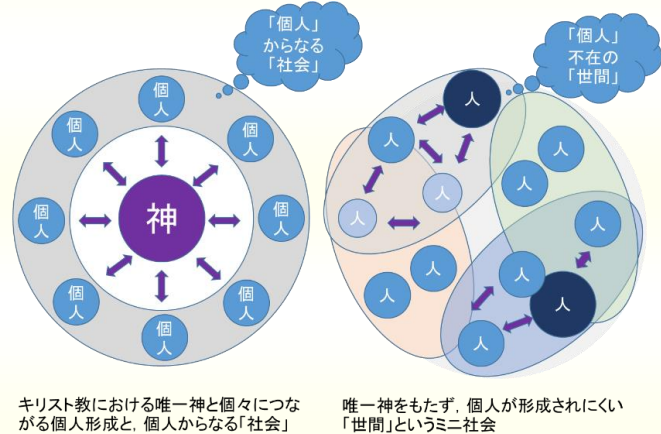 「個人」
からなる
「社会」
個
人
個
人
個
人
個
人
神
個
人
個
人
個
人
個
人
キリスト教における唯一神と個々につな
がる個人形成と，個人からなる「社会」
「個人」
不在の
「世間」
人
人
人
人
人
人
人
人
人
人
人
人
唯一神をもたず，個人が形成されにくい
「世間」というミニ社会